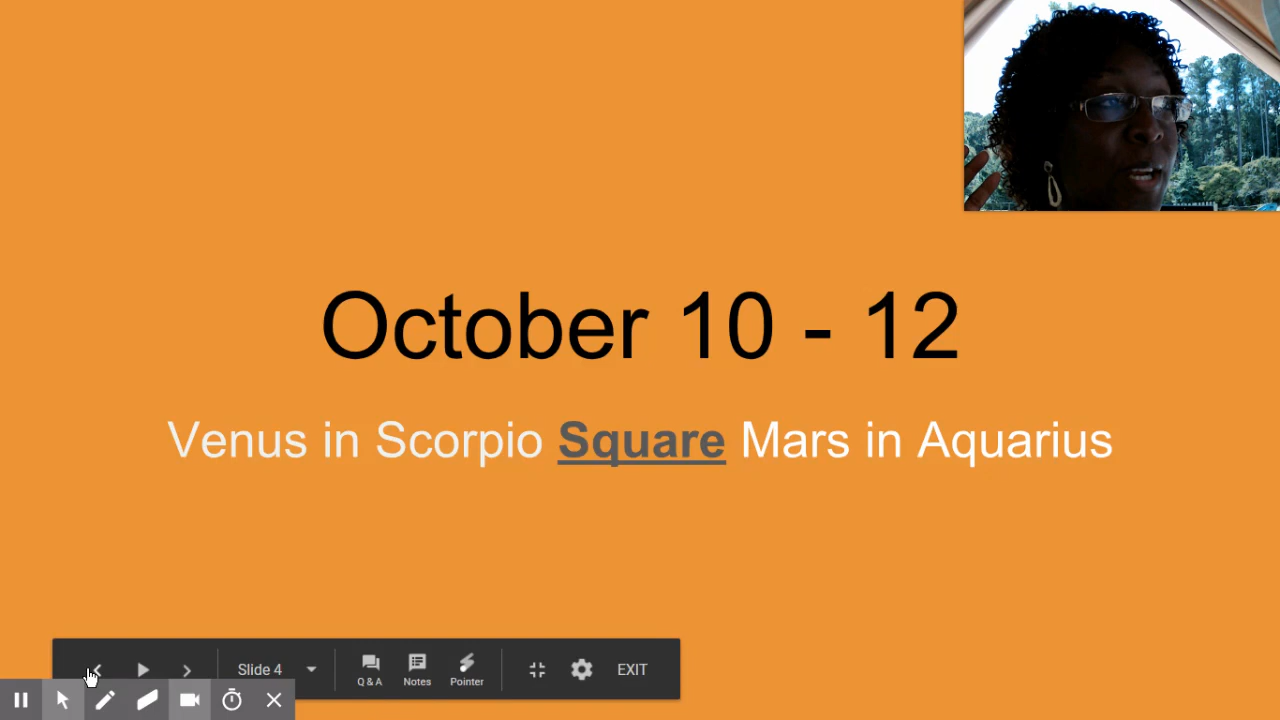 October 10 - 12
Venus in Scorpio Square Mars in Aquarius
Slide 4
Q & A
Notes
Pointer
EXIT